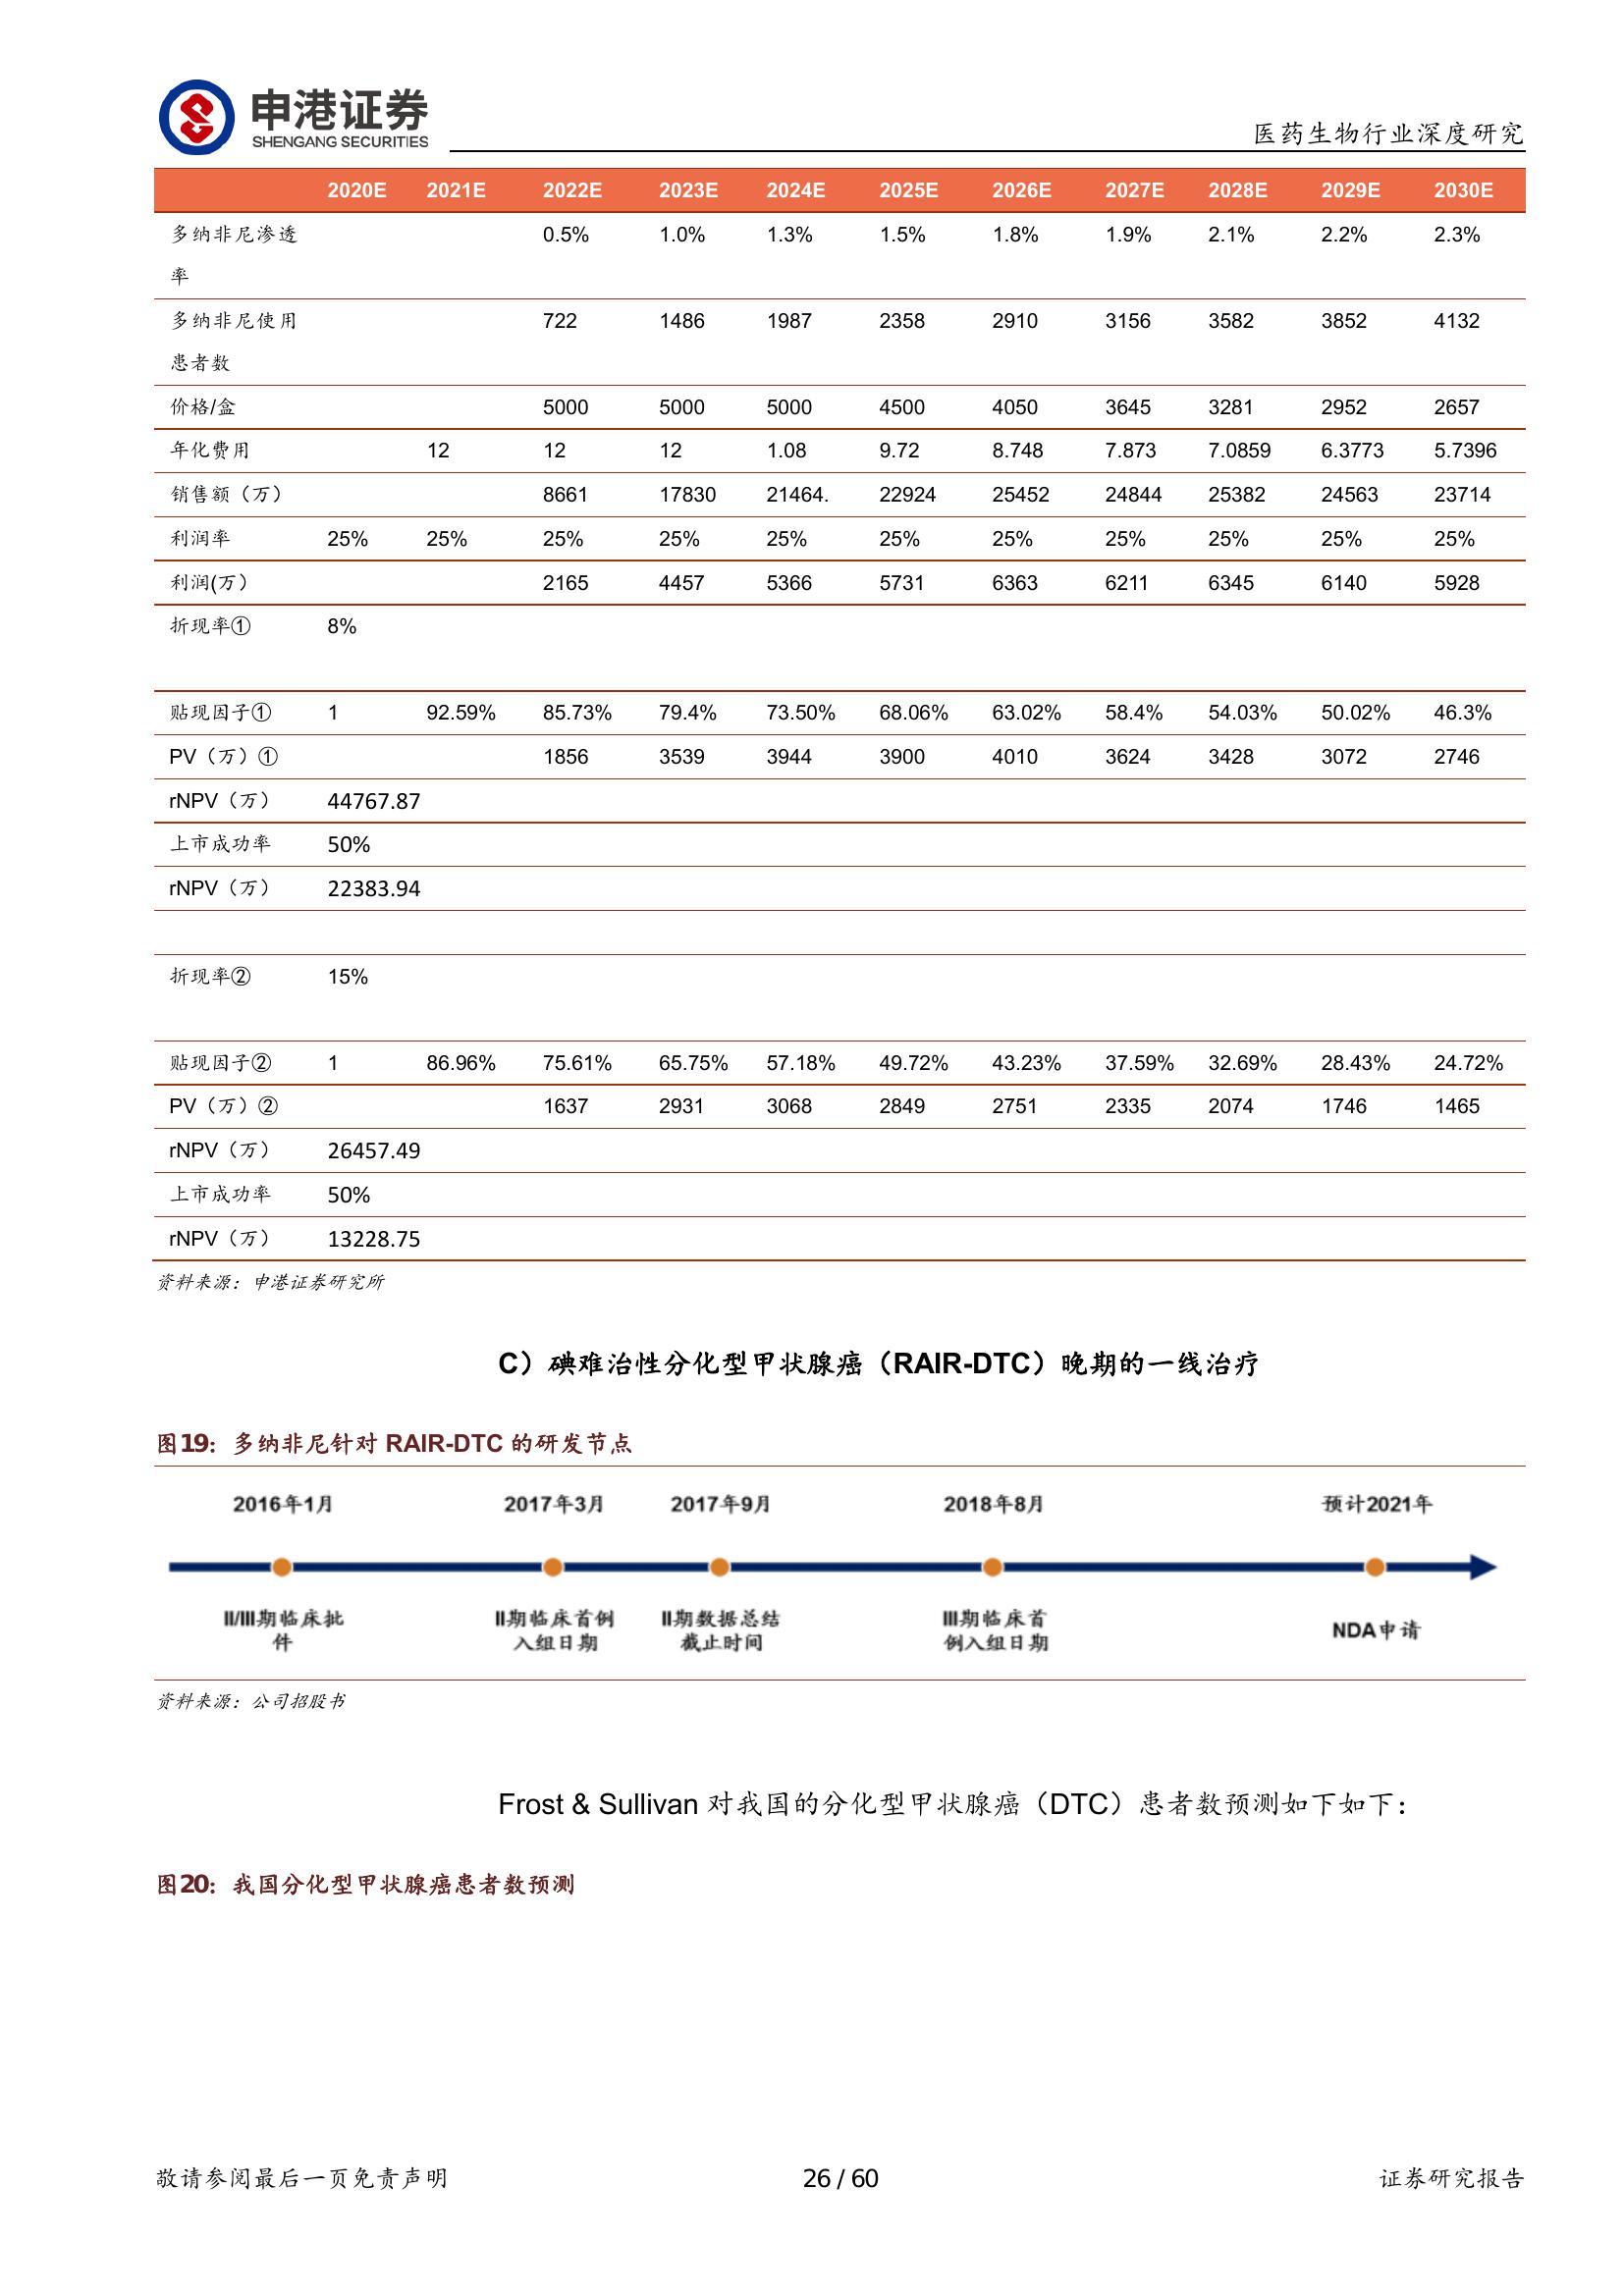 申港证券
SHENGANG SECURITIES
医药生物行业深度研究
2020E 2021E 2022E 2023E 2024E 2025E 2026E 2027E 2028E 2029E 2030E
多纳非尼渗透 0.5% 1.0% 1.3% 1.5% 1.8% 1.9% 2.1% 2.2% 2.3%
率
多纳非尼使用 722 1486 1987 2358 2910 3156 3582 3852 4132
患者数
价格/盒 5000 5000 5000 4500 4050 3645 3281 2952 2657
年化费用 12 12 12 1.08 9.72 8.748 7.873 7.0859 6.3773 5.7396
销售额（万） 8661 17830 21464. 22924 25452 24844 25382 24563 23714
利润率 25% 25% 25% 25% 25% 25% 25% 25% 25% 25% 25%
利润(万） 2165 4457 5366 5731 6363 6211 6345 6140 5928
折现率① 8%
贴现因子① 1 92.59% 85.73% 79.4% 73.50% 68.06% 63.02% 58.4% 54.03% 50.02% 46.3%
PV（万）① 1856 3539 3944 3900 4010 3624 3428 3072 2746
rNPV（万） 44767.87
上市成功率 50%
rNPV（万） 22383.94
折现率② 15%
贴现因子② 1 86.96% 75.61% 65.75% 57.18% 49.72% 43.23% 37.59% 32.69% 28.43% 24.72%
PV（万）② 1637 2931 3068 2849 2751 2335 2074 1746 1465
rNPV（万） 26457.49
上市成功率 50%
rNPV（万） 13228.75
资料来源：申港证券研究所
C）碘难治性分化型甲状腺癌（RAIR-DTC）晚期的一线治疗
图19：多纳非尼针对 RAIR-DTC 的研发节点
2016年1月 2017年3月 2017年9月 2018年8月 预计2021年
II/III期临床批 II期临床首例 II期数据总结 III期临床首 NDA申请
件 入组日期 截止时间 例入组日期
资料来源：公司招股书
Frost & Sullivan 对我国的分化型甲状腺癌（DTC）患者数预测如下如下：
图20：我国分化型甲状腺癌患者数预测
敬请参阅最后一页免责声明 26 / 60 证券研究报告